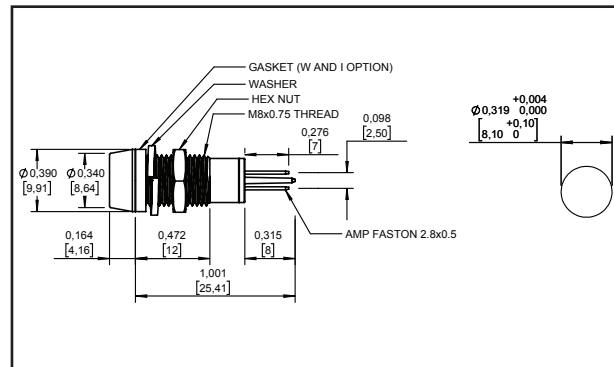 GASKET (W AND I OPTION)
WASHER
HEX NUT
M8x0.75 THREAD
0,276
[7]
0,098
[2,50]
+0,004
Ø0,319 0,000
+0,10
[8,10 0]
Ø0,390
[9,91]
Ø0,340
[8,64]
0,164
[4,16]
0,472
[12]
0,315
[8]
AMP FASTON 2.8x0.5
1,001
[25,41]